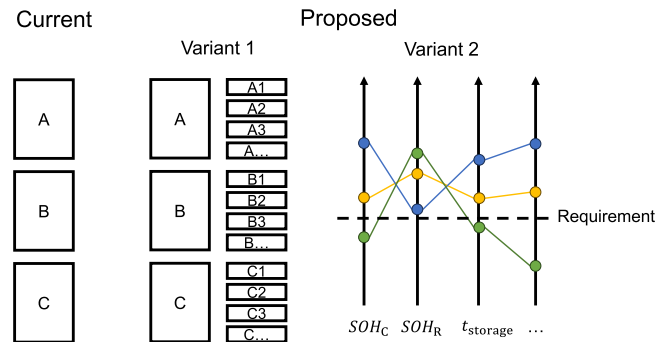 Current
Proposed
Variant 1
Variant 2
A
A
A1
A2
A3
A...
B
B
B1
B2
B3
B...
C
C
C1
C2
C3
C...
Requirement
SOH_C
SOH_R
t_storage
...